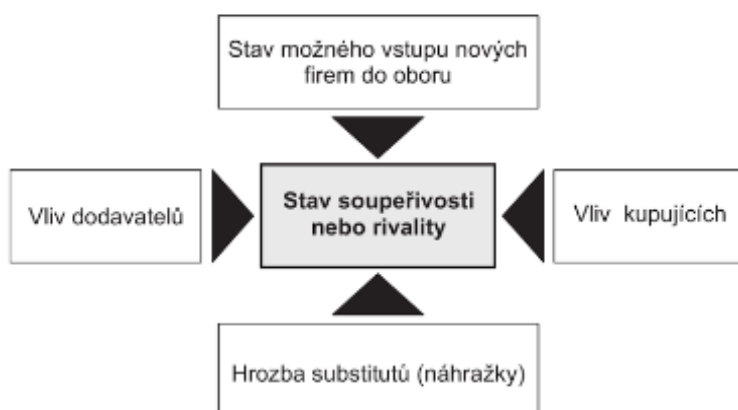 Stav možného vstupu nových
firem do oboru
Vliv dodavatelů
Stav soupeřivosti
nebo rivality
Vliv kupujících
Hrozba substitutů (náhražky)